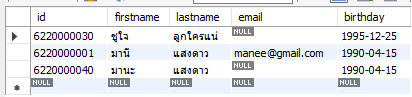 id firstname lastname email birthday
6220000030 ชูใจ ลูกใครแน่ NULL 1995-12-25
6220000001 มานี แสงดาว manee@gmail.com 1990-04-15
6220000040 มานะ แสงดาว NULL 1990-04-15
NULL NULL NULL NULL NULL